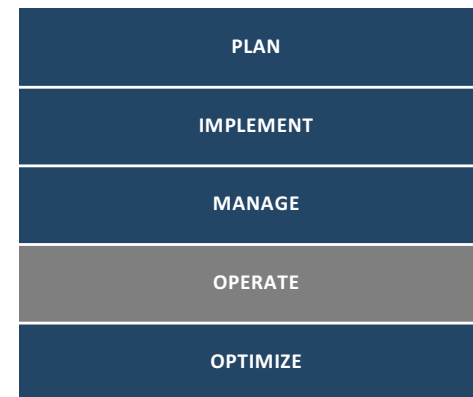 PLAN
IMPLEMENT
MANAGE
OPERATE
OPTIMIZE